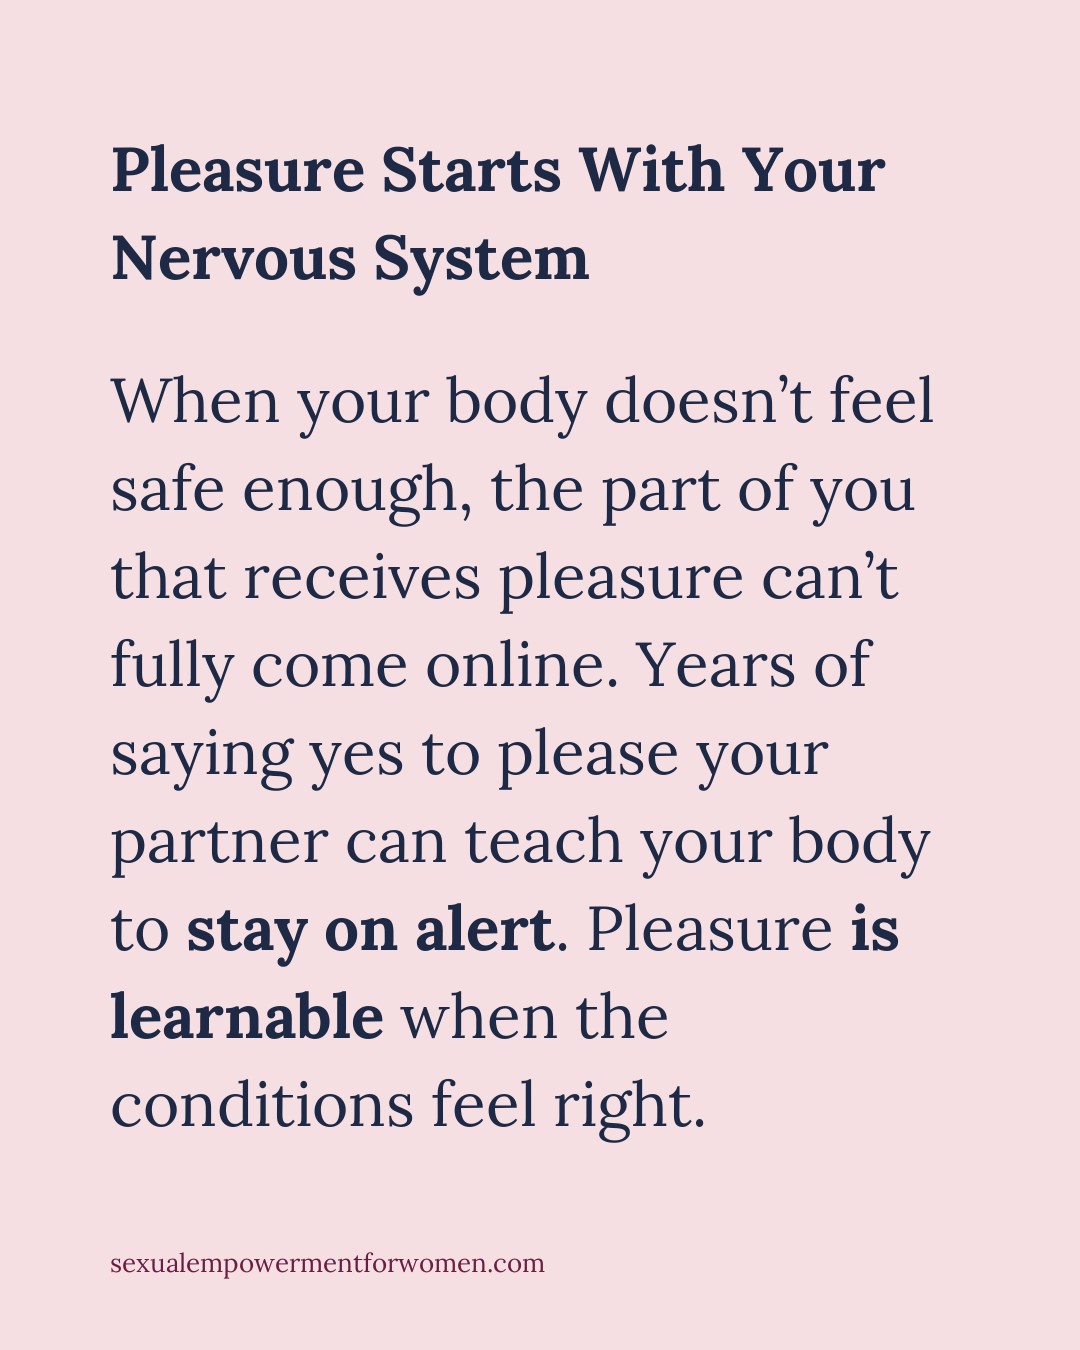 Pleasure Starts With Your
Nervous System
When your body doesn’t feel
safe enough, the part of you
that receives pleasure can’t
fully come online. Years of
saying yes to please your
partner can teach your body
to stay on alert. Pleasure is
learnable when the
conditions feel right.
sexualempowermentforwomen.com